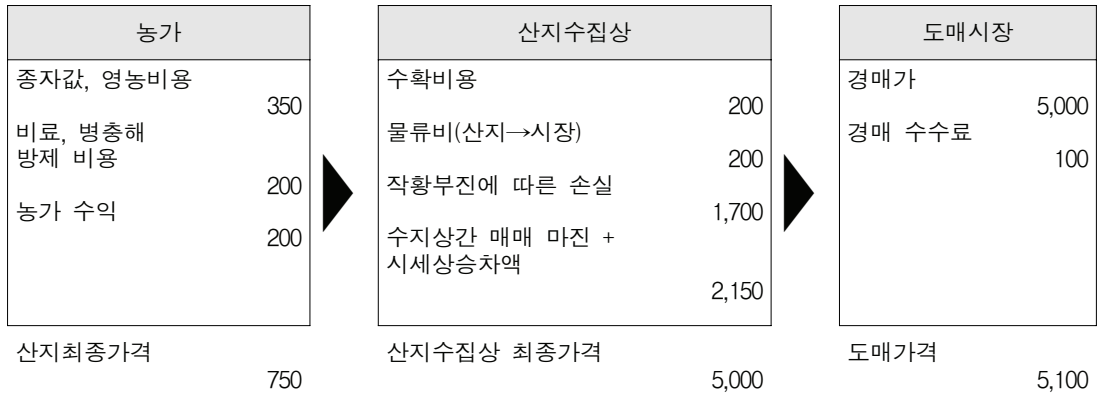 농가
종자값, 영농비용
350
비료, 병충해
방제 비용
200
농가 수익
200
산지최종가격
750
산지수집상
수확비용
200
물류비(산지→시장)
200
작황부진에 따른 손실
1,700
수지상간 매매 마진 +
시세상승차액
2,150
산지수집상 최종가격
5,000
도매시장
경매가
5,000
경매 수수료
100
도매가격
5,100